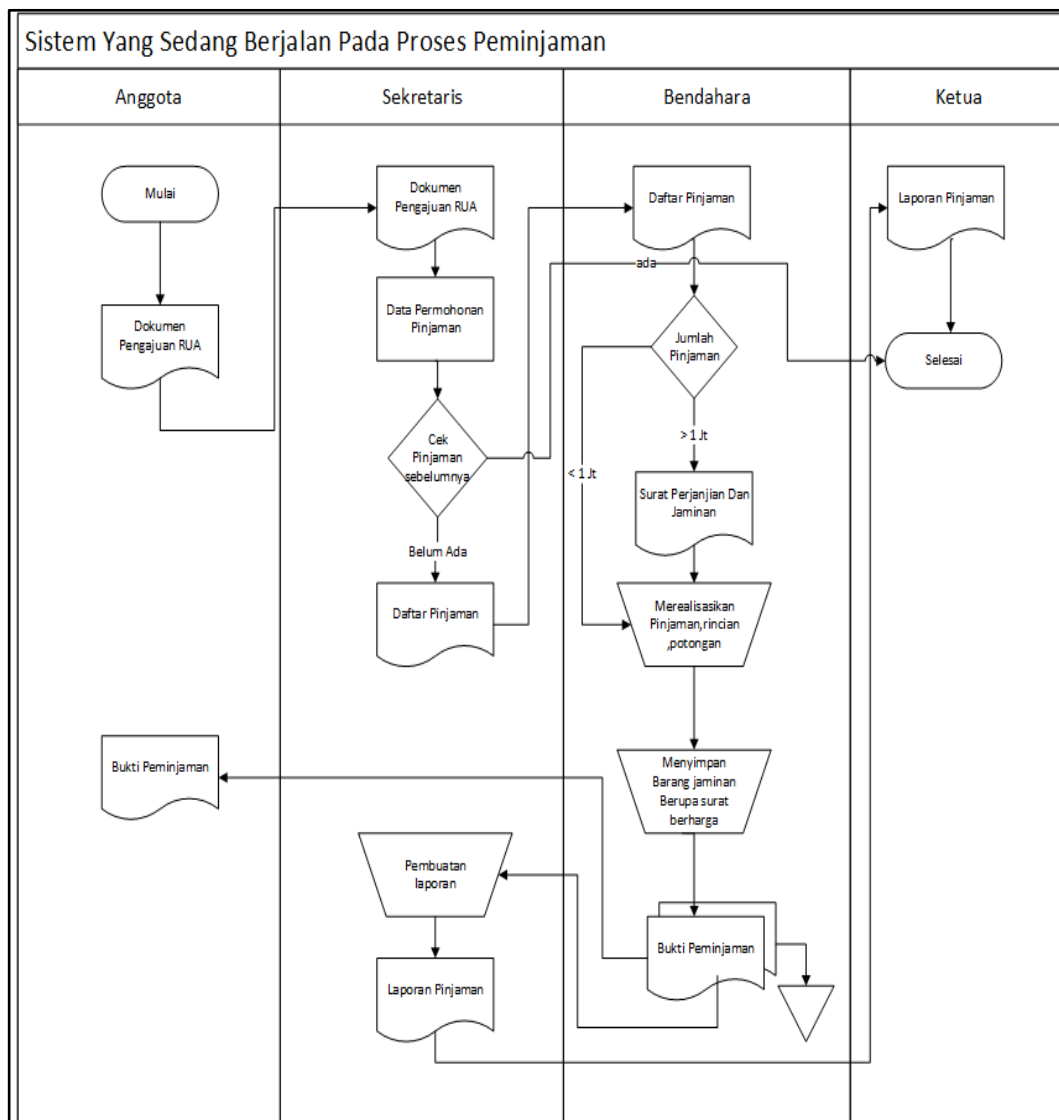 Sistem Yang Sedang Berjalan Pada Proses Peminjaman
Anggota
Sekretaris
Bendahara
Ketua
Mulai
Dokumen
Pengajuan RUA
Dokumen
Pengajuan RUA
Data Permohonan
Pinjaman
Cek
Pinjaman
sebelumnya
Belum Ada
Daftar Pinjaman
Daftar Pinjaman
ada
Jumlah
Pinjaman
> 1 Jt
< 1 Jt
Surat Perjanjian Dan
Jaminan
Merealisasikan
Pinjaman,rincian
,potongan
Menyimpan
Barang jaminan
Berupa surat
berharga
Bukti Peminjaman
Bukti Peminjaman
Pembuatan
laporan
Laporan Pinjaman
Laporan Pinjaman
Selesai